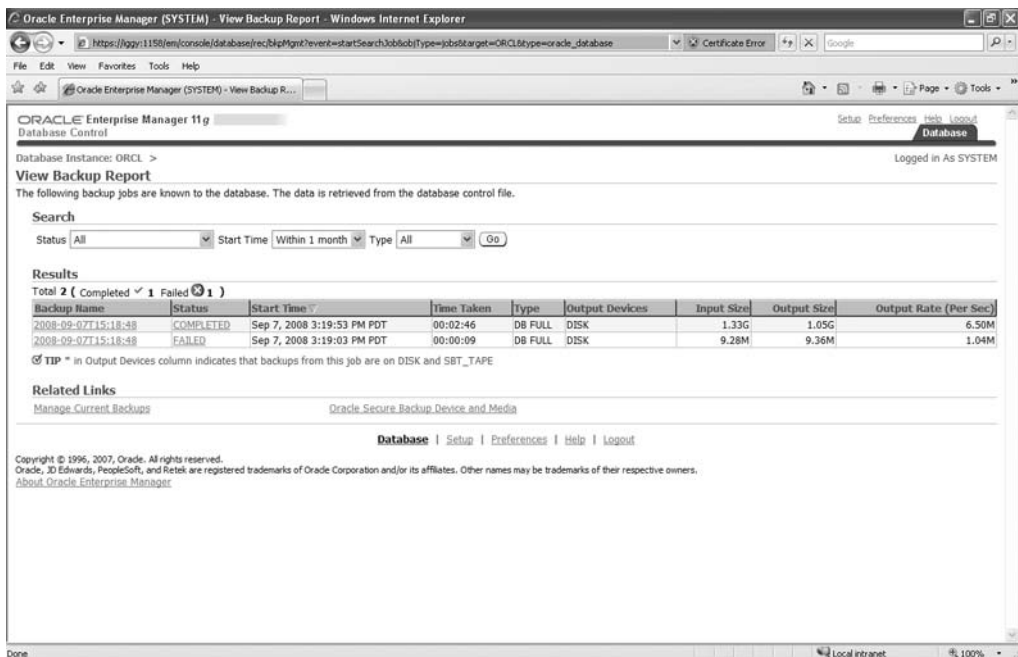 Oracle Enterprise Manager (SYSTEM) - View Backup Report - Windows Internet Explorer
https://iggy:1158/em/console/database/rec/bkpMgmt?event=startSearchJob&objType=jobs&target=ORCL&type=oracle_database
Certificate Error
Google
File Edit View Favorites Tools Help
Oracle Enterprise Manager (SYSTEM) - View Backup R...
Page Tools
ORACLE Enterprise Manager 11g
Database Control
Setup Preferences Help Logout
Database
Database Instance: ORCL >
Logged in As SYSTEM
View Backup Report
The following backup jobs are known to the database. The data is retrieved from the database control file.
Search
Status All Start Time Within 1 month Type All Go
Results
Total 2 ( Completed ✓ 1 Failed 1 )
Backup Name Status Start Time Time Taken Type Output Devices Input Size Output Size Output Rate (Per Sec)
2008-09-07T15:18:48 COMPLETED Sep 7, 2008 3:19:53 PM PDT 00:02:46 DB FULL DISK 1.33G 1.05G 6.50M
2008-09-07T15:18:48 FAILED Sep 7, 2008 3:19:03 PM PDT 00:00:09 DB FULL DISK 9.28M 9.36M 1.04M
TIP * in Output Devices column indicates that backups from this job are on DISK and SBT_TAPE
Related Links
Manage Current Backups Oracle Secure Backup Device and Media
Database | Setup | Preferences | Help | Logout
Copyright © 1996, 2007, Oracle. All rights reserved.
Oracle, JD Edwards, PeopleSoft, and Retek are registered trademarks of Oracle Corporation and/or its affiliates. Other names may be trademarks of their respective owners.
About Oracle Enterprise Manager
Done
Local intranet
100%